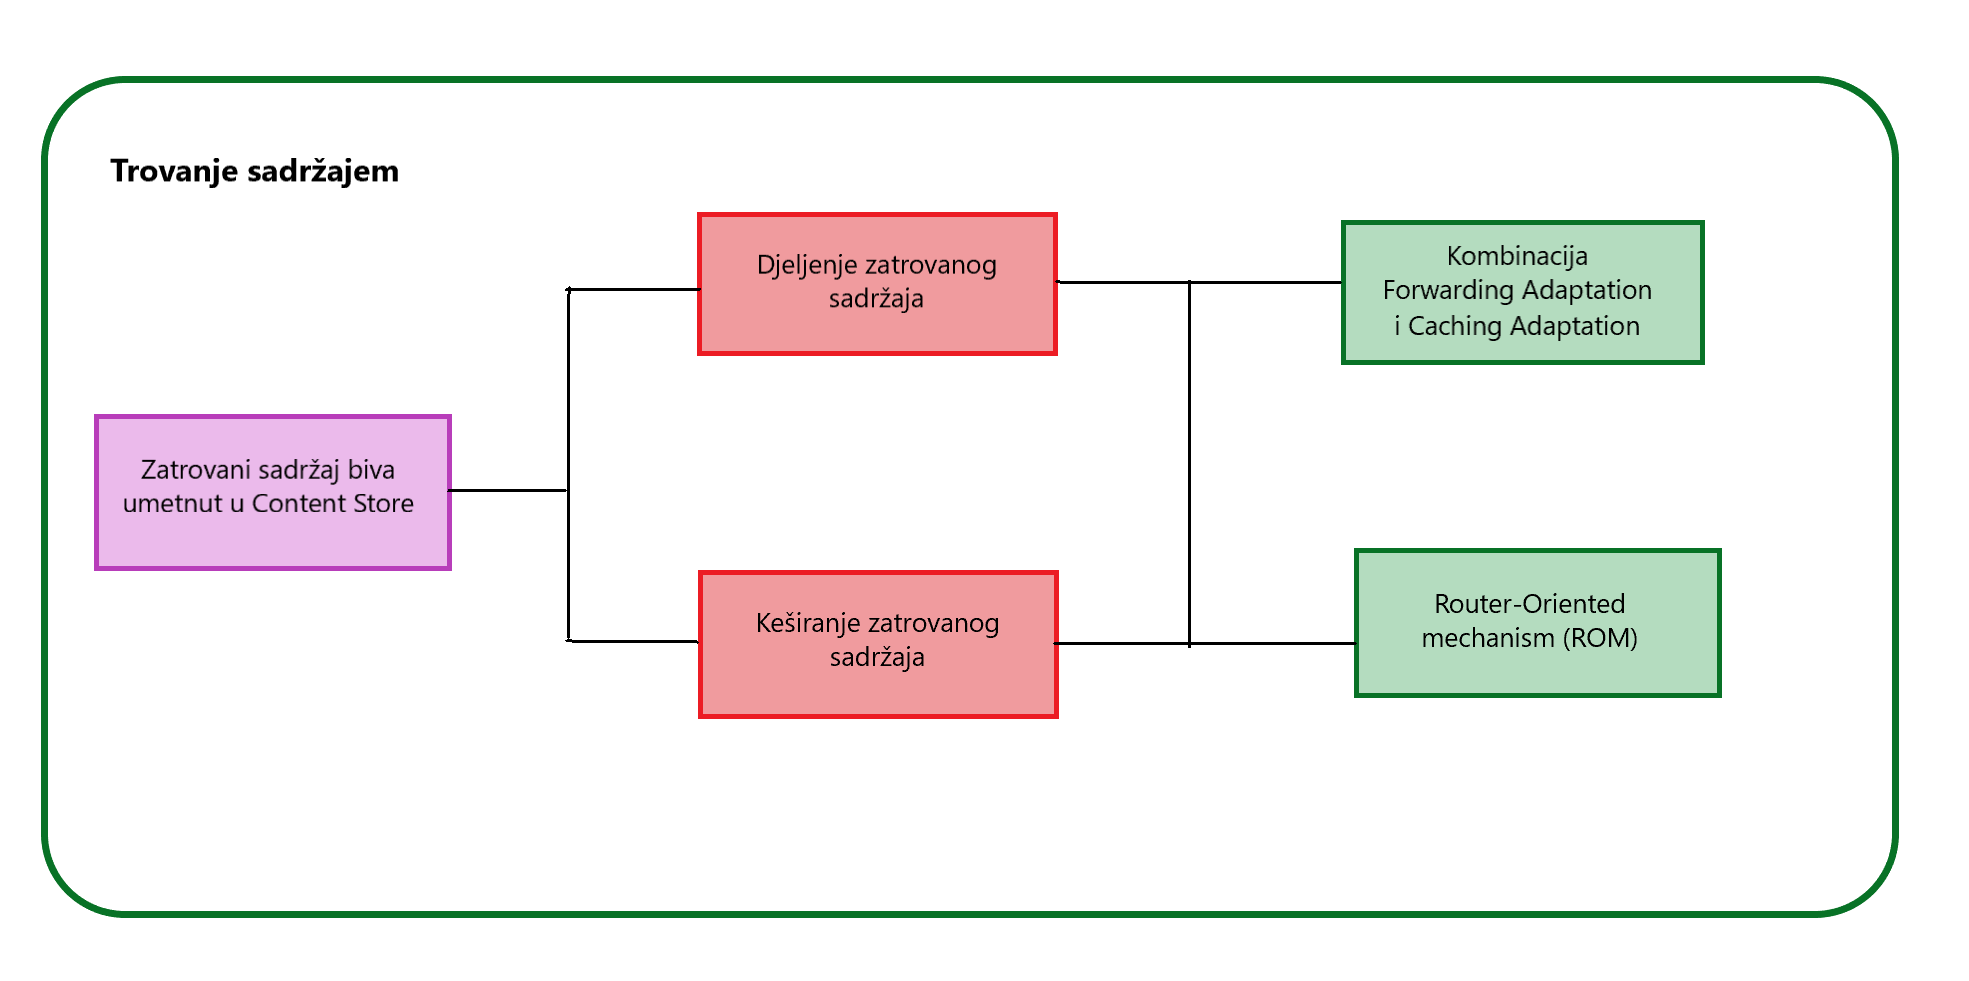 Trovanje sadržajem
Zatrovani sadržaj biva
umetnut u Content Store
Djeljenje zatrovanog
sadržaja
Keširanje zatrovanog
sadržaja
Kombinacija
Forwarding Adaptation
i Caching Adaptation
Router-Oriented
mechanism (ROM)